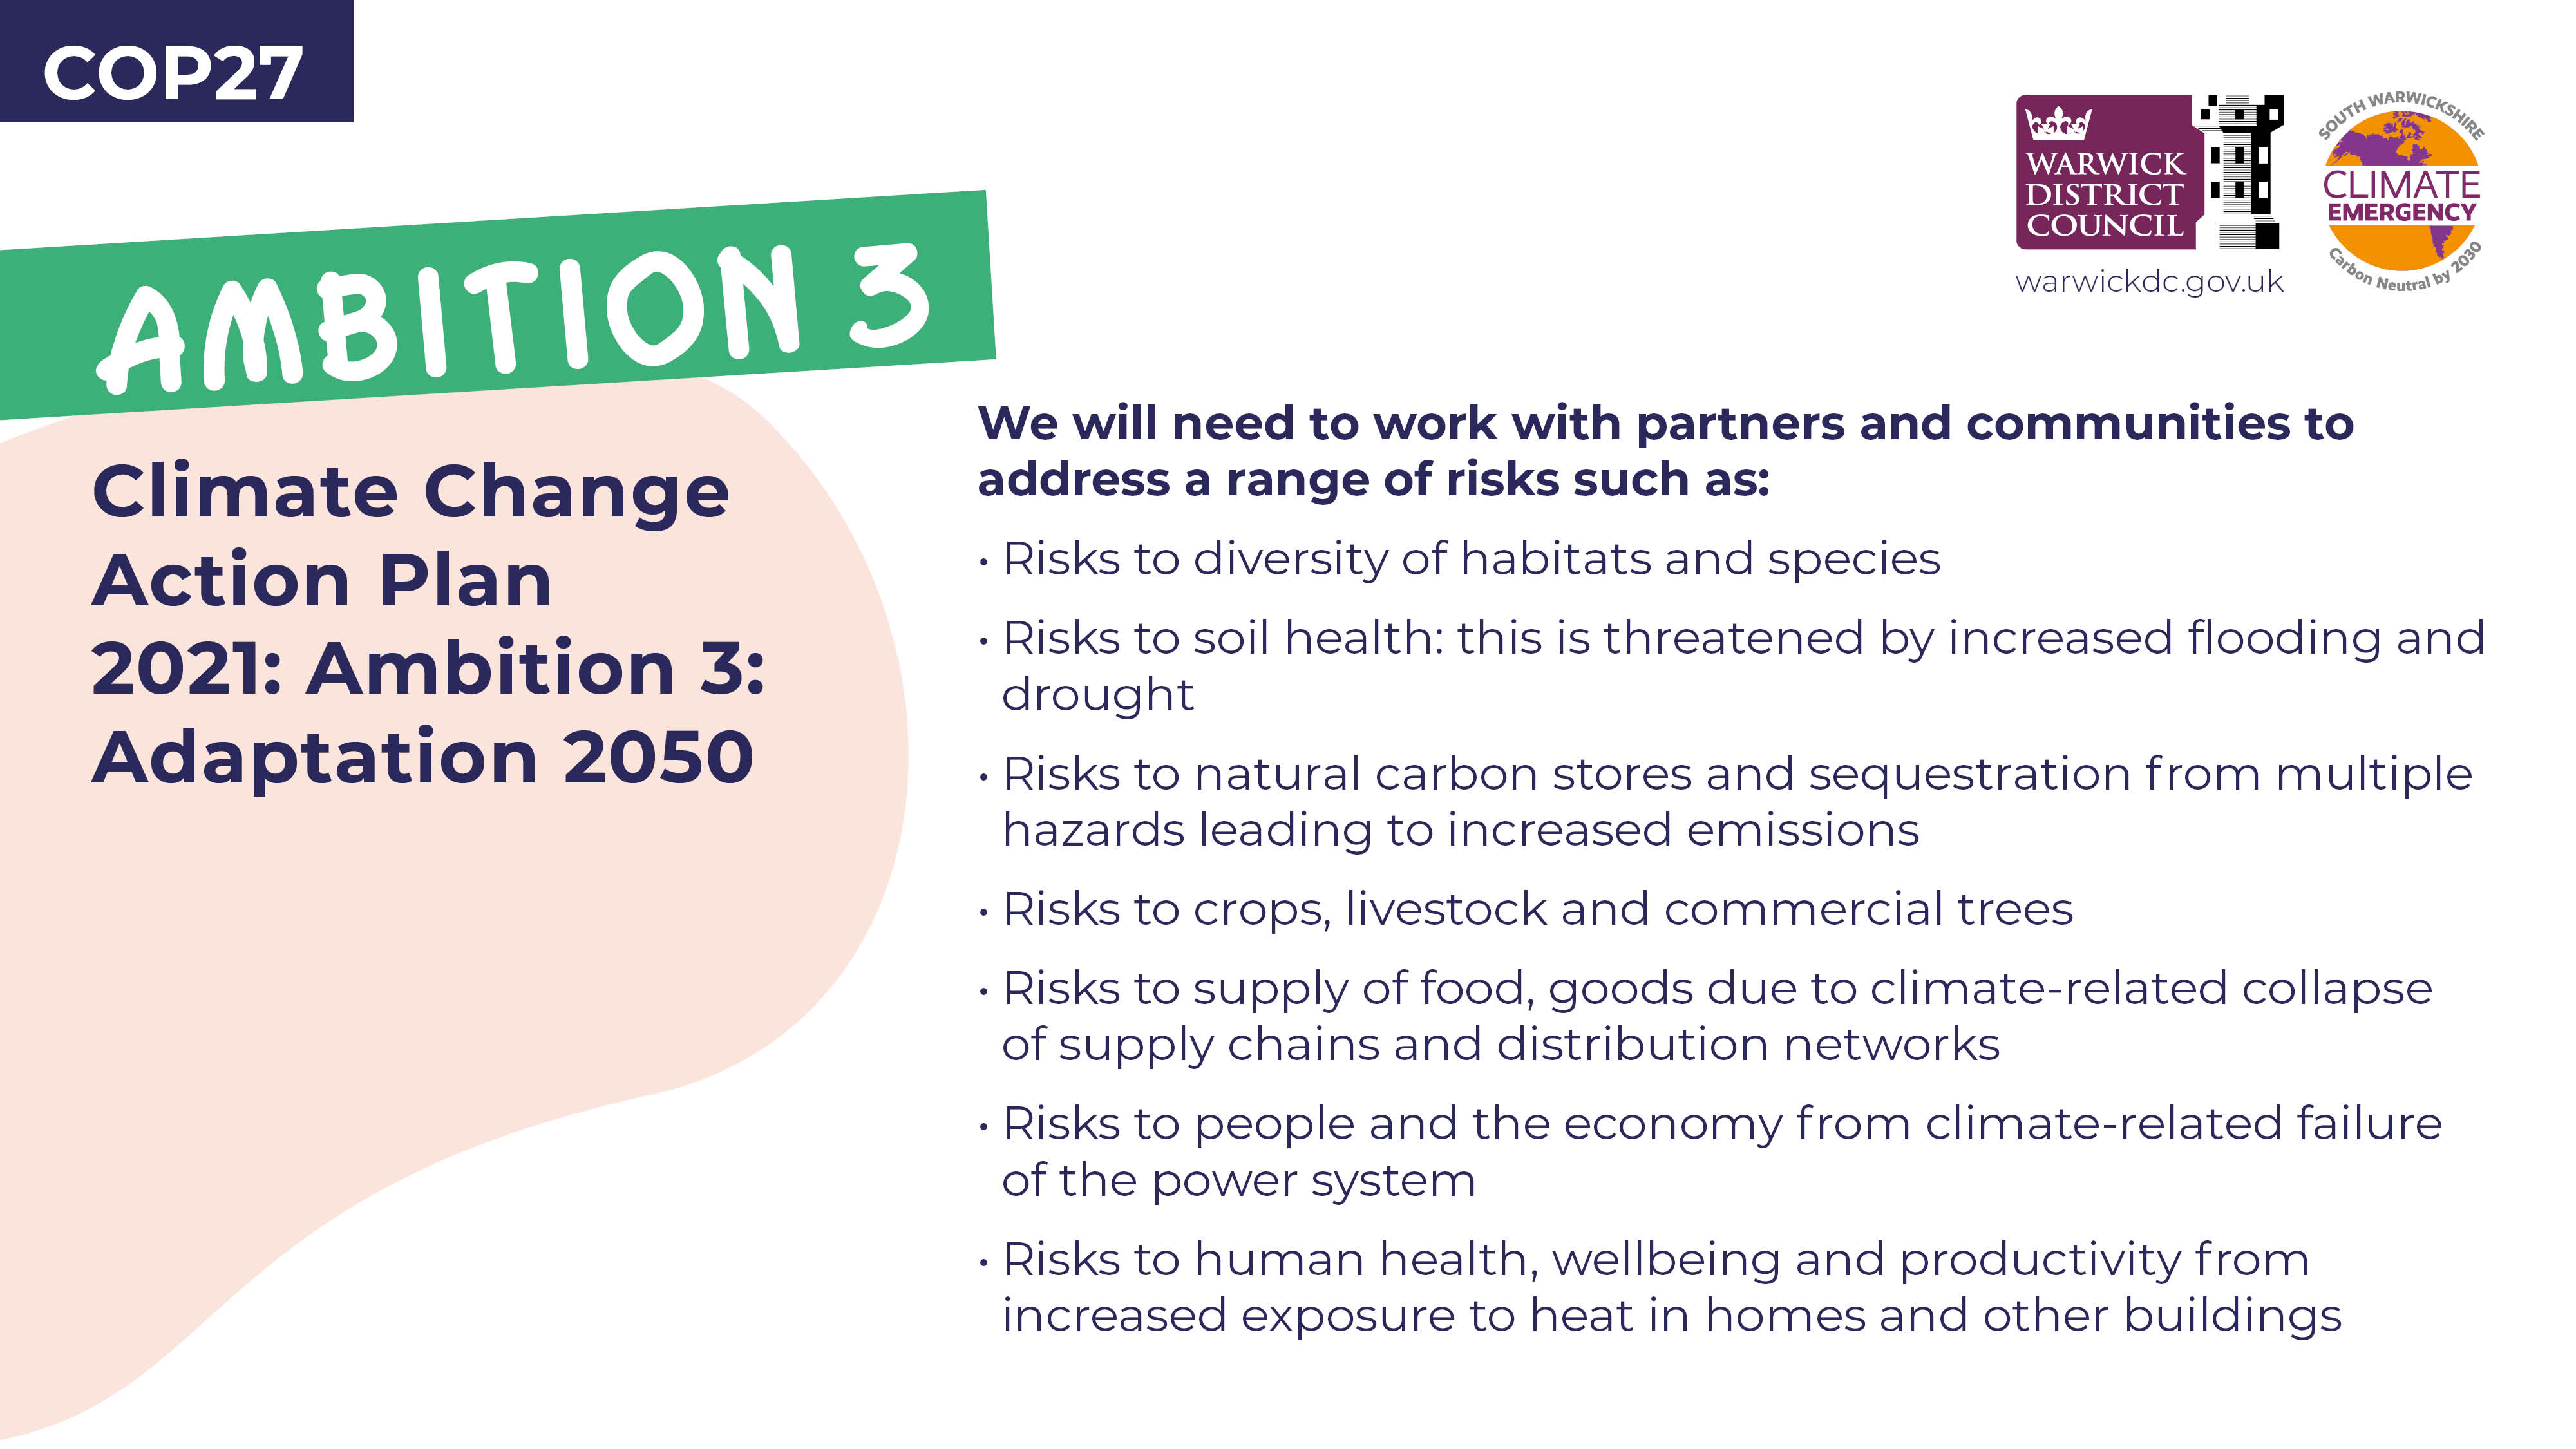 COP27
WARWICK
DISTRICT
COUNCIL
warwickdc.gov.uk
SOUTH WARWICKSHIRE
CLIMATE
EMERGENCY
Carbon Neutral by 2030
AMBITION 3
Climate Change
Action Plan
2021: Ambition 3:
Adaptation 2050
We will need to work with partners and communities to
address a range of risks such as:
• Risks to diversity of habitats and species
• Risks to soil health: this is threatened by increased flooding and
drought
• Risks to natural carbon stores and sequestration from multiple
hazards leading to increased emissions
• Risks to crops, livestock and commercial trees
• Risks to supply of food, goods due to climate-related collapse
of supply chains and distribution networks
• Risks to people and the economy from climate-related failure
of the power system
• Risks to human health, wellbeing and productivity from
increased exposure to heat in homes and other buildings